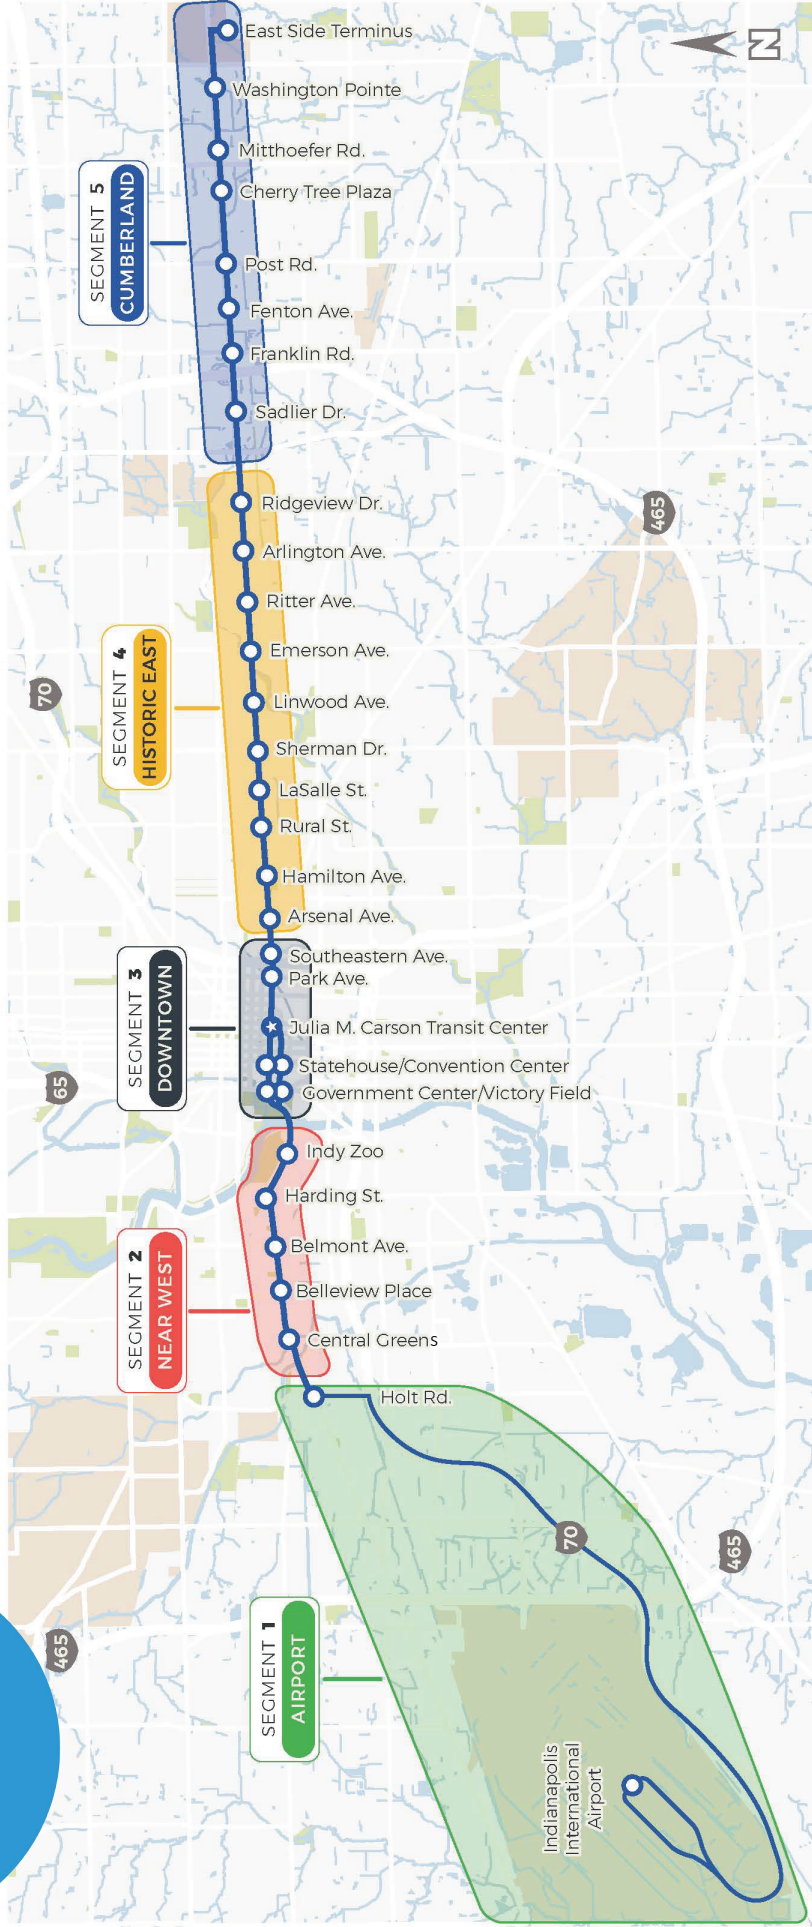 East Side Terminus
N
Washington Pointe
Mitthoefer Rd.
Cherry Tree Plaza
SEGMENT 5
CUMBERLAND
Post Rd.
Fenton Ave.
Franklin Rd.
Sadlier Dr.
Ridgeview Dr.
465
Arlington Ave.
Ritter Ave.
Emerson Ave.
70
SEGMENT 4
HISTORIC EAST
Linwood Ave.
Sherman Dr.
LaSalle St.
Rural St.
Hamilton Ave.
Arsenal Ave.
Southeastern Ave.
Park Ave.
SEGMENT 3
DOWNTOWN
Julia M. Carson Transit Center
Statehouse/Convention Center
65
Government Center/Victory Field
Indy Zoo
Harding St.
Belmont Ave.
SEGMENT 2
NEAR WEST
Belleview Place
Central Greens
Holt Rd.
70
465
465
SEGMENT 1
AIRPORT
Indianapolis
International
Airport